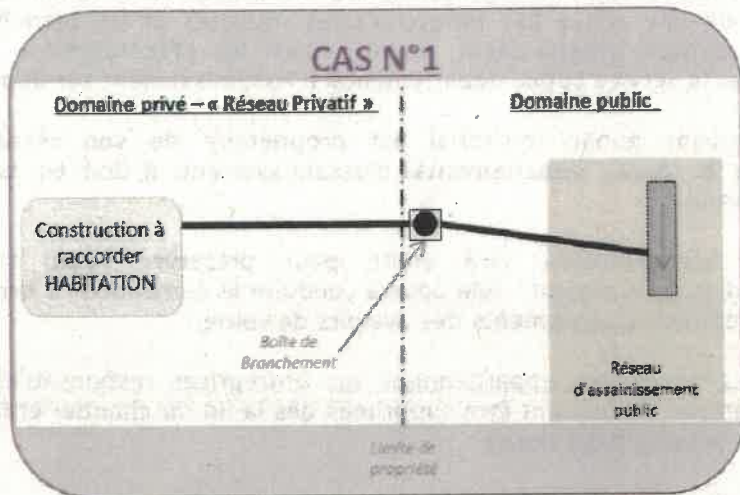 CAS N°1
Domaine privé – « Réseau Privatif »
Domaine public
Construction à
raccorder
HABITATION
Boîte de
Branchement
Réseau
d'assainissement
public
Limite de
propriété